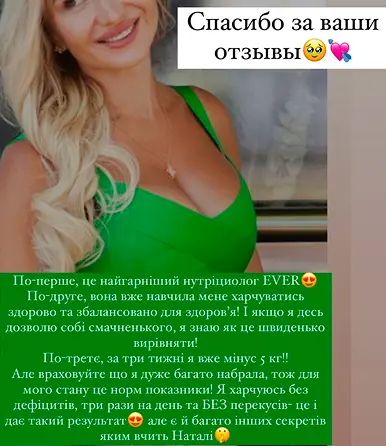 Спасибо за ваши
отзывы🥹💘
По-перше, це найгарніший нутріциолог EVER😍
По-друге, вона вже навчила мене харчуватись
здорово та збалансовано для здоров'я! І якщо я десь
дозволю собі смачненького, я знаю як це швиденько
вирівняти!
По-третє, за три тижні я вже мінус 5 кг!!
Але враховуйте що я дуже багато набрала, тож для
мого стану це норм показники! Я харчуюсь без
дефіцитів, три рази на день та БЕЗ перекусів- це і
дає такий результат😍 але є й багато інших секретів
яким вчить Наталі🤫